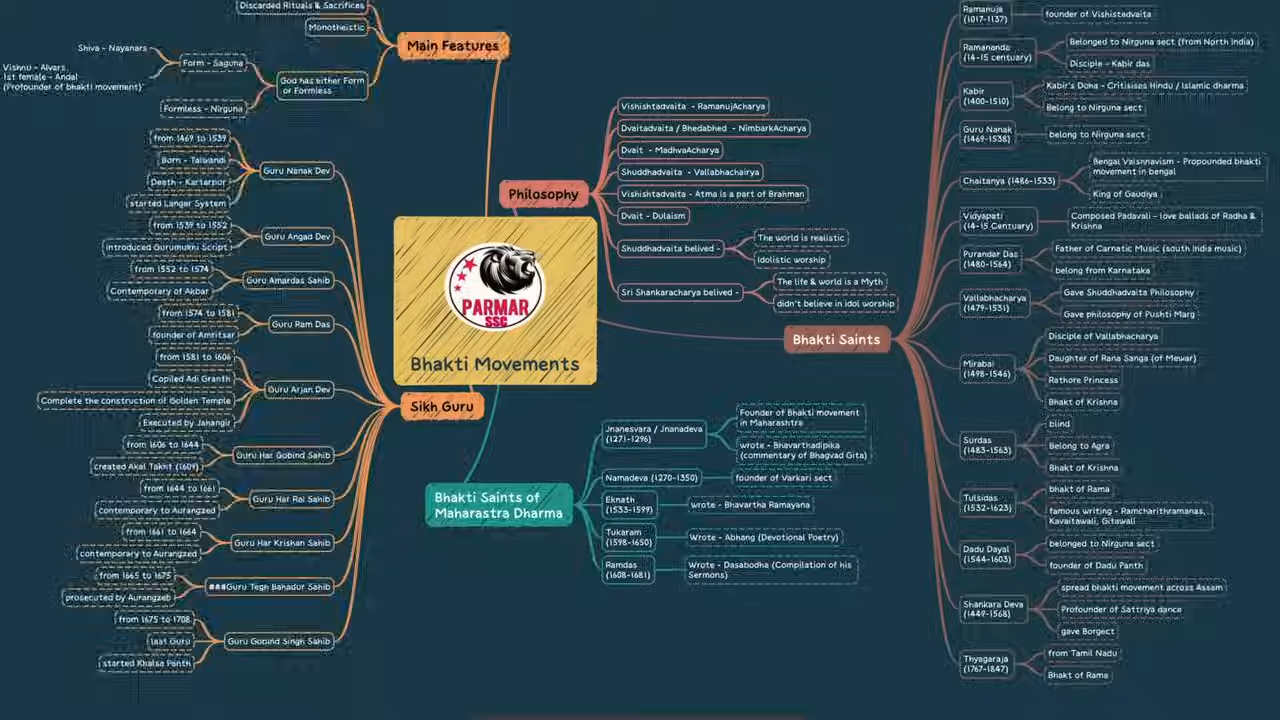 Discarded Rituals & Sacrifices
Monotheistic
Main Features
Shiva - Nayanars
Vishnu - Alvars
1st female - Andal
(Profounder of bhakti movement)
Form - Saguna
God has either Form
or Formless
Formless - Nirguna
from 1469 to 1539
Born - Talwandi
Death - Kartarpur
started Langar System
Guru Nanak Dev
from 1539 to 1552
introduced Gurumukhi Script
Guru Angad Dev
from 1552 to 1574
Contemporary of Akbar
Guru Amardas Sahib
from 1574 to 1581
founder of Amritsar
Guru Ram Das
from 1581 to 1606
Copiled Adi Granth
Complete the construction of Golden Temple
Executed by Jahangir
Guru Arjan Dev
from 1606 to 1644
created Akal Takht (1609)
Guru Har Gobind Sahib
from 1644 to 1661
contemporary to Aurangzed
Guru Har Rai Sahib
from 1661 to 1664
contemporary to Aurangzed
Guru Har Krishan Sahib
from 1665 to 1675
prosecuted by Aurangzeb
###Guru Tegh Bahadur Sahib
from 1675 to 1708
last Guru
started Khalsa Panth
Guru Gobind Singh Sahib
Sikh Guru
PARMAR
SSC
Bhakti Movements
Philosophy
Vishishtadvaita - RamanujAcharya
Dvaitadvaita / Bhedabhed - NimbarkAcharya
Dvait - MadhvaAcharya
Shuddhadvaita - Vallabhachairya
Vishishtadvaita - Atma is a part of Brahman
Dvait - Dulaism
Shuddhadvaita belived -
The world is realistic
Idolistic worship
Sri Shankaracharya belived -
The life & world is a Myth
didn't believe in idol worship
Bhakti Saints of
Maharastra Dharma
Jnanesvara / Jnanadeva
(1271-1296)
Founder of Bhakti movement
in Maharashtra
wrote - Bhavarthadipika
(commentary of Bhagvad Gita)
Namadeva (1270-1350)
founder of Varkari sect
Eknath
(1533-1599)
wrote - Bhavartha Ramayana
Tukaram
(1598-1650)
Wrote - Abhang (Devotional Poetry)
Ramdas
(1608-1681)
Wrote - Dasabodha (Compilation of his
Sermons)
Bhakti Saints
Ramanuja
(1017-1137)
founder of Vishistadvaita
Ramananda
(14-15 centuary)
Belonged to Nirguna sect (from North India)
Disciple - Kabir das
Kabir
(1400-1510)
Kabir's Doha - Critisises Hindu / Islamic dharma
Belong to Nirguna sect
Guru Nanak
(1469-1538)
belong to Nirguna sect
Chaitanya (1486-1533)
Bengal Vaishnavism - Propounded bhakti
movement in bengal
King of Gaudiya
Vidyapati
(14-15 Centuary)
Composed Padavali - love ballads of Radha &
Krishna
Purandar Das
(1480-1564)
Father of Carnatic Music (south India music)
belong from Karnataka
Vallabhacharya
(1479-1531)
Gave Shuddhadvaita Philosophy
Gave philosophy of Pushti Marg
Mirabai
(1498-1546)
Disciple of Vallabhacharya
Daughter of Rana Sanga (of Mewar)
Rathore Princess
Bhakt of Krishna
Surdas
(1483-1563)
blind
Belong to Agra
Bhakt of Krishna
Tulsidas
(1532-1623)
bhakt of Rama
famous writing - Ramcharithramanas,
Kavaitawali, Gitawali
Dadu Dayal
(1544-1603)
belonged to Nirguna sect
founder of Dadu Panth
Shankara Deva
(1449-1568)
spread bhakti movement across Assam
Profounder of Sattriya dance
gave Borgect
Thyagaraja
(1767-1847)
from Tamil Nadu
Bhakt of Rama